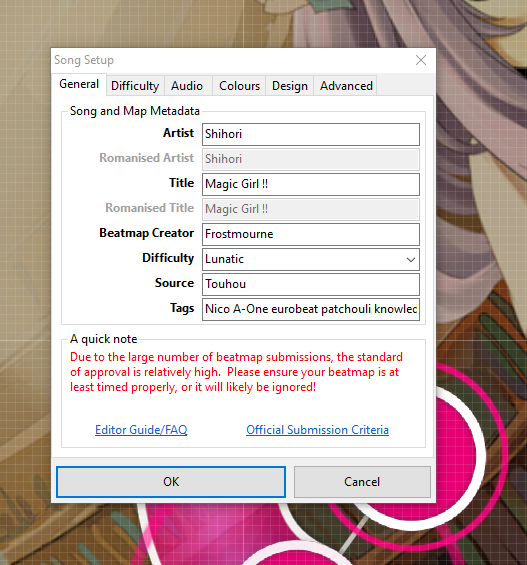 Song Setup
General Difficulty Audio Colours Design Advanced
Song and Map Metadata
Artist Shihori
Romanised Artist Shihori
Title Magic Girl !!
Romanised Title Magic Girl !!
Beatmap Creator Frostmourne
Difficulty Lunatic
Source Touhou
Tags Nico A-One eurobeat patchouli knowled
A quick note
Due to the large number of beatmap submissions, the standard
of approval is relatively high.  Please ensure your beatmap is at
least timed properly, or it will likely be ignored!
Editor Guide/FAQ Official Submission Criteria
OK Cancel